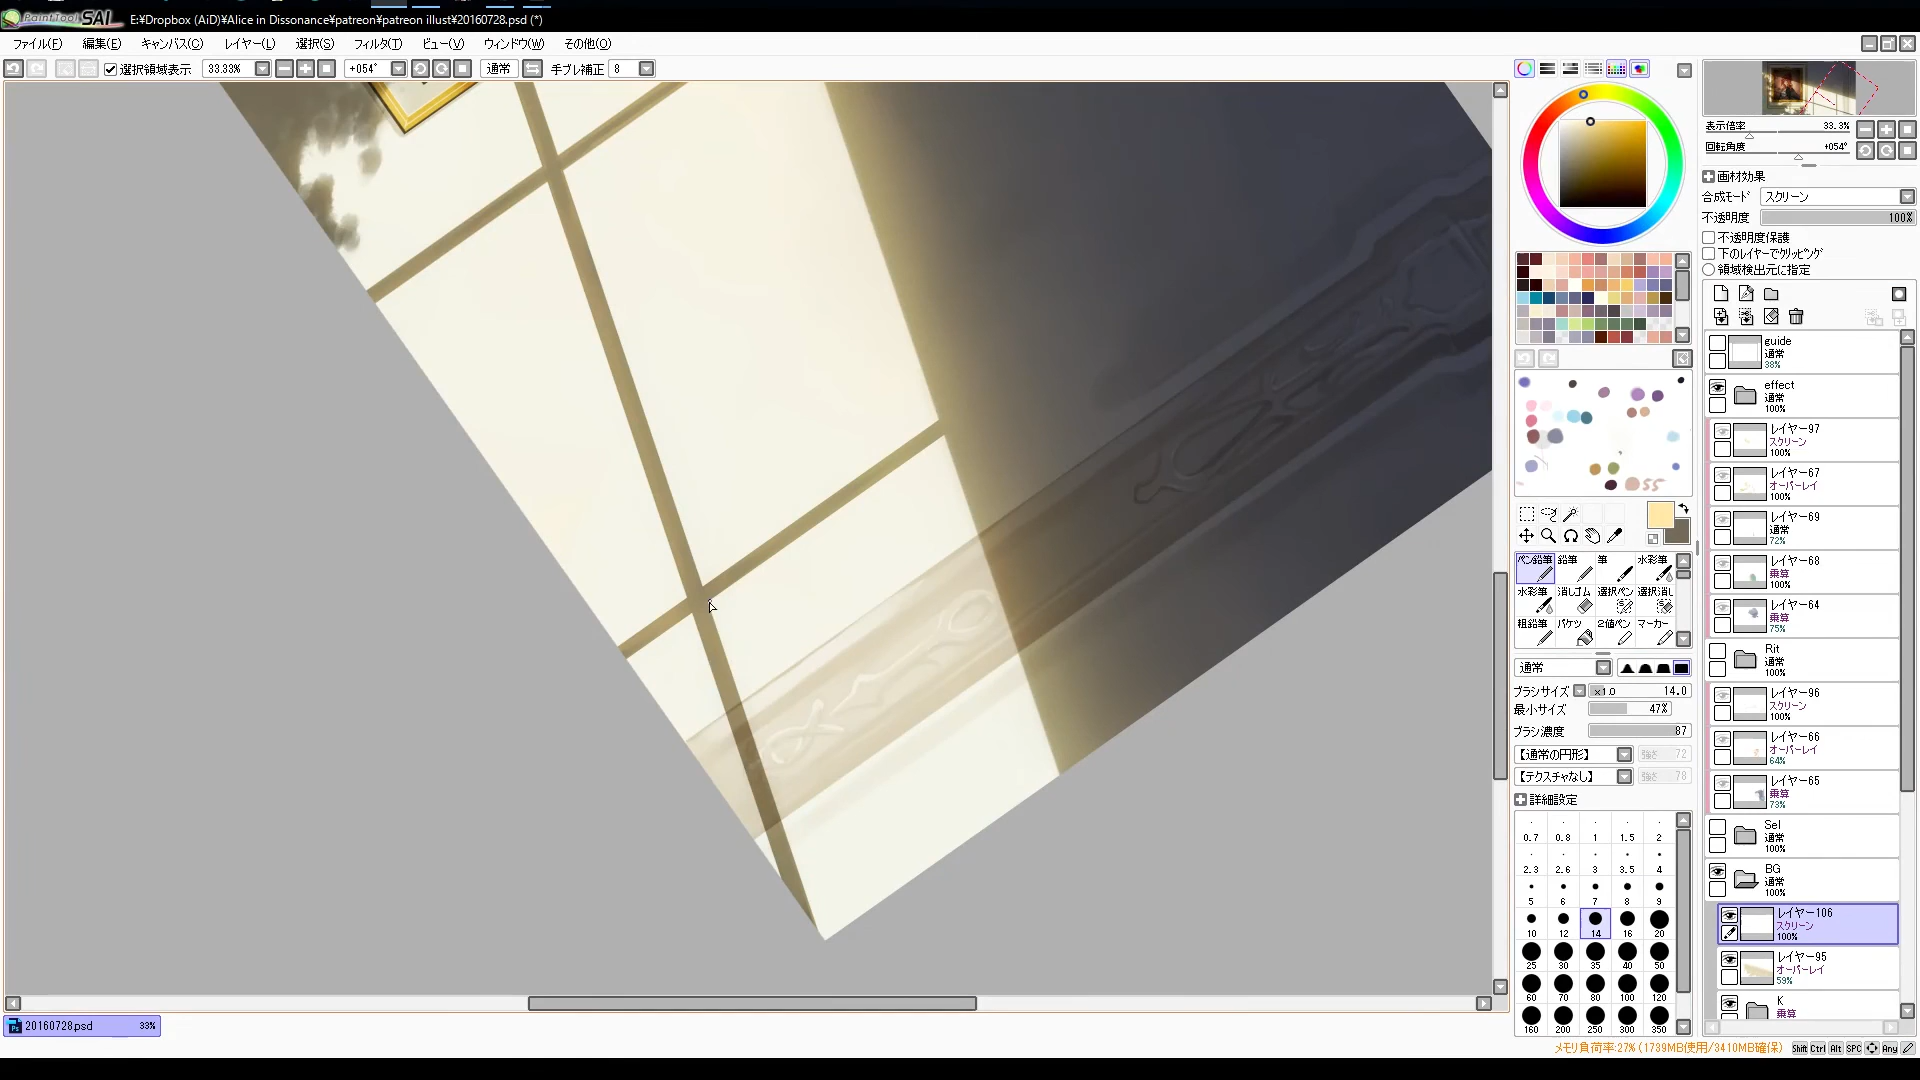 PaintTool SAI E:¥Dropbox (AiD)¥Alice in Dissonance¥patreon¥patreon illust¥20160728.psd (*)
ファイル(F) 編集(E) キャンバス(C) レイヤー(L) 選択(S) フィルタ(T) ビュー(V) ウィンドウ(W) その他(O)
選択領域表示 33.33% +054° 通常 手ブレ補正 8
表示倍率 33.3%
回転角度 +054°
画材効果
合成モード スクリーン
不透明度 100%
不透明度保護
下のレイヤーでクリッピング
領域検出元に指定
guide
通常
38%
effect
通常
100%
レイヤー97
スクリーン
100%
レイヤー67
オーバーレイ
100%
レイヤー69
通常
72%
レイヤー68
乗算
100%
レイヤー64
乗算
75%
Rit
通常
100%
レイヤー96
スクリーン
100%
レイヤー66
オーバーレイ
64%
レイヤー65
乗算
73%
Sel
通常
100%
BG
通常
100%
レイヤー106
スクリーン
100%
レイヤー95
オーバーレイ
59%
K
乗算
ペン鉛筆 鉛筆 筆 水彩筆
水彩筆 消しゴム 選択ペン 選択消し
粗鉛筆 バケツ 2値ペン マーカー
通常
ブラシサイズ x1.0 14.0
最小サイズ 47%
ブラシ濃度 87
【通常の円形】 強さ 72
【テクスチャなし】 強さ 78
詳細設定
0.7 0.8 1 1.5 2
2.3 2.6 3 3.5 4
5 6 7 8 9
10 12 14 16 20
25 30 35 40 50
60 70 80 100 120
160 200 250 300 350
20160728.psd 33%
メモリ負荷率:27% (1739MB使用/3410MB確保) Shift Ctrl Alt SPC Any